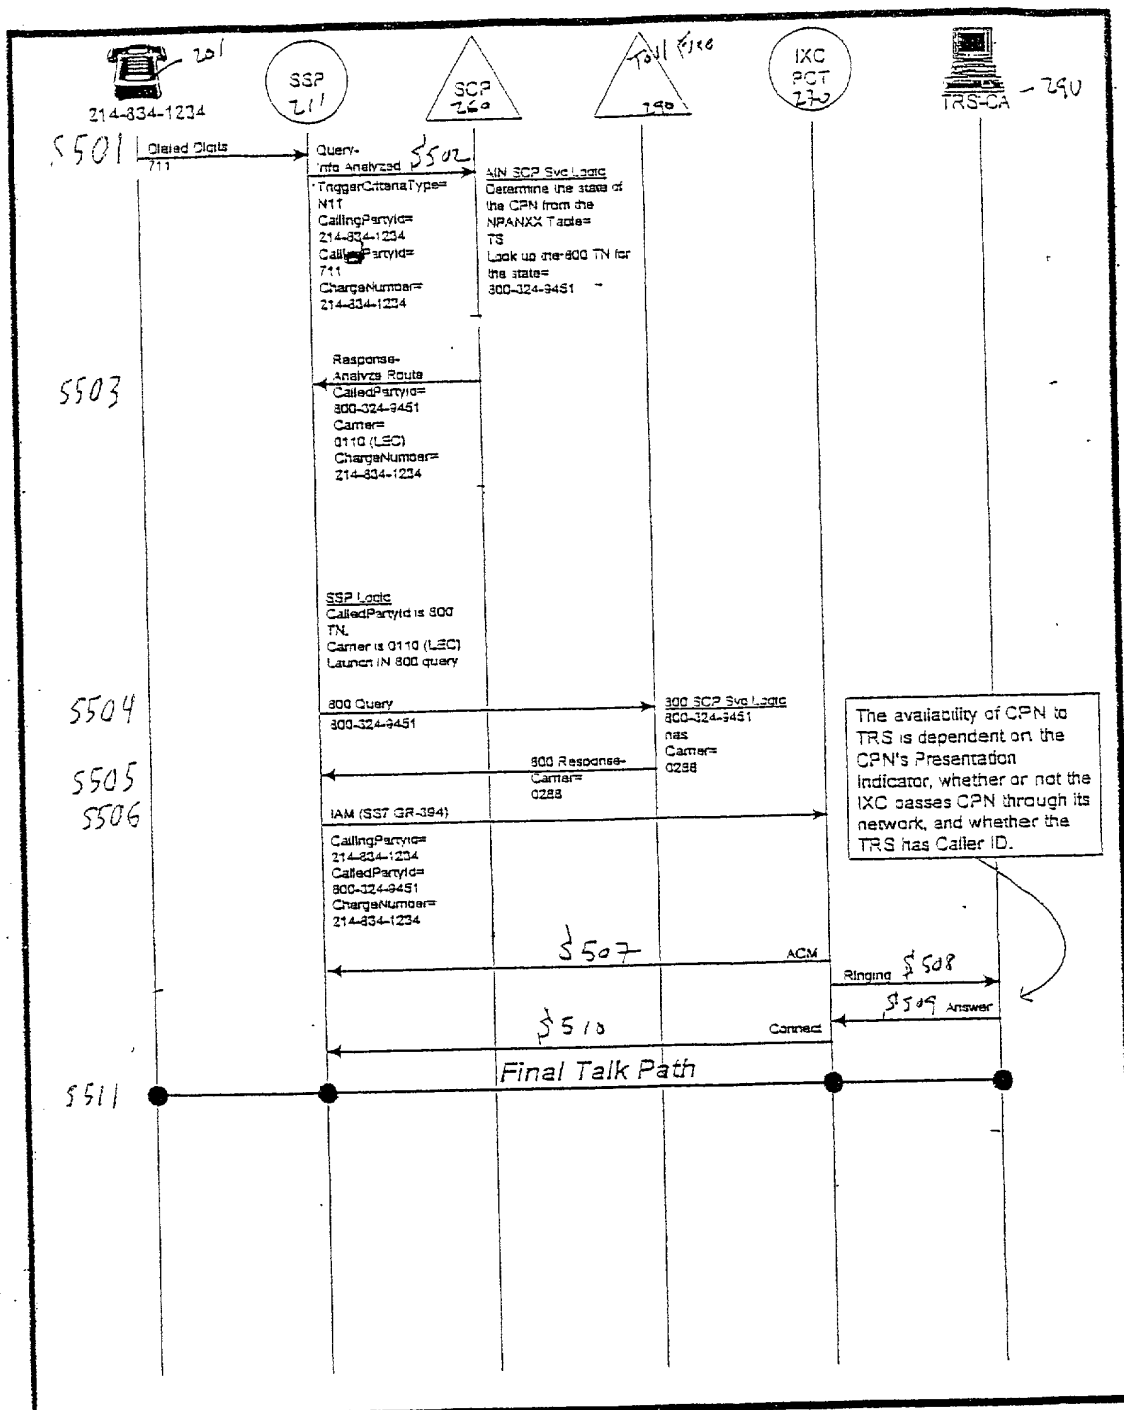 201
214-834-1234
SSP
211
SCP
260
Toll Free
280
IXC
POT
270
TRS-CA
290
S501
Dialed Digits
711
Query-
Info Analyzed
S502
TriggerCriteriaType=
N11
CallingPartyId=
214-834-1234
CalledPartyId=
711
ChargeNumber=
214-834-1234
AIN SCP Svc Logic
Determine the state of
the CPN from the
NPANXX Table=
TS
Look up the 800 TN for
the state=
800-324-9451
S503
Response-
Analyze Route
CalledPartyId=
800-324-9451
Carrier=
0110 (LEC)
ChargeNumber=
214-834-1234
SSP Logic
CalledPartyId is 800
TN.
Carrier is 0110 (LEC)
Launch IN 800 query
S504
800 Query
800-324-9451
800 SCP Svc Logic
800-324-9451
has
Carrier=
0288
S505
800 Response-
Carrier=
0288
S506
IAM (SS7 GR-394)
CallingPartyId=
214-834-1234
CalledPartyId=
800-324-9451
ChargeNumber=
214-834-1234
The availability of CPN to
TRS is dependent on the
CPN's Presentation
Indicator, whether or not the
IXC passes CPN through its
network, and whether the
TRS has Caller ID.
S507
ACM
Ringing
S508
S509
Answer
S510
Connect
Final Talk Path
S511